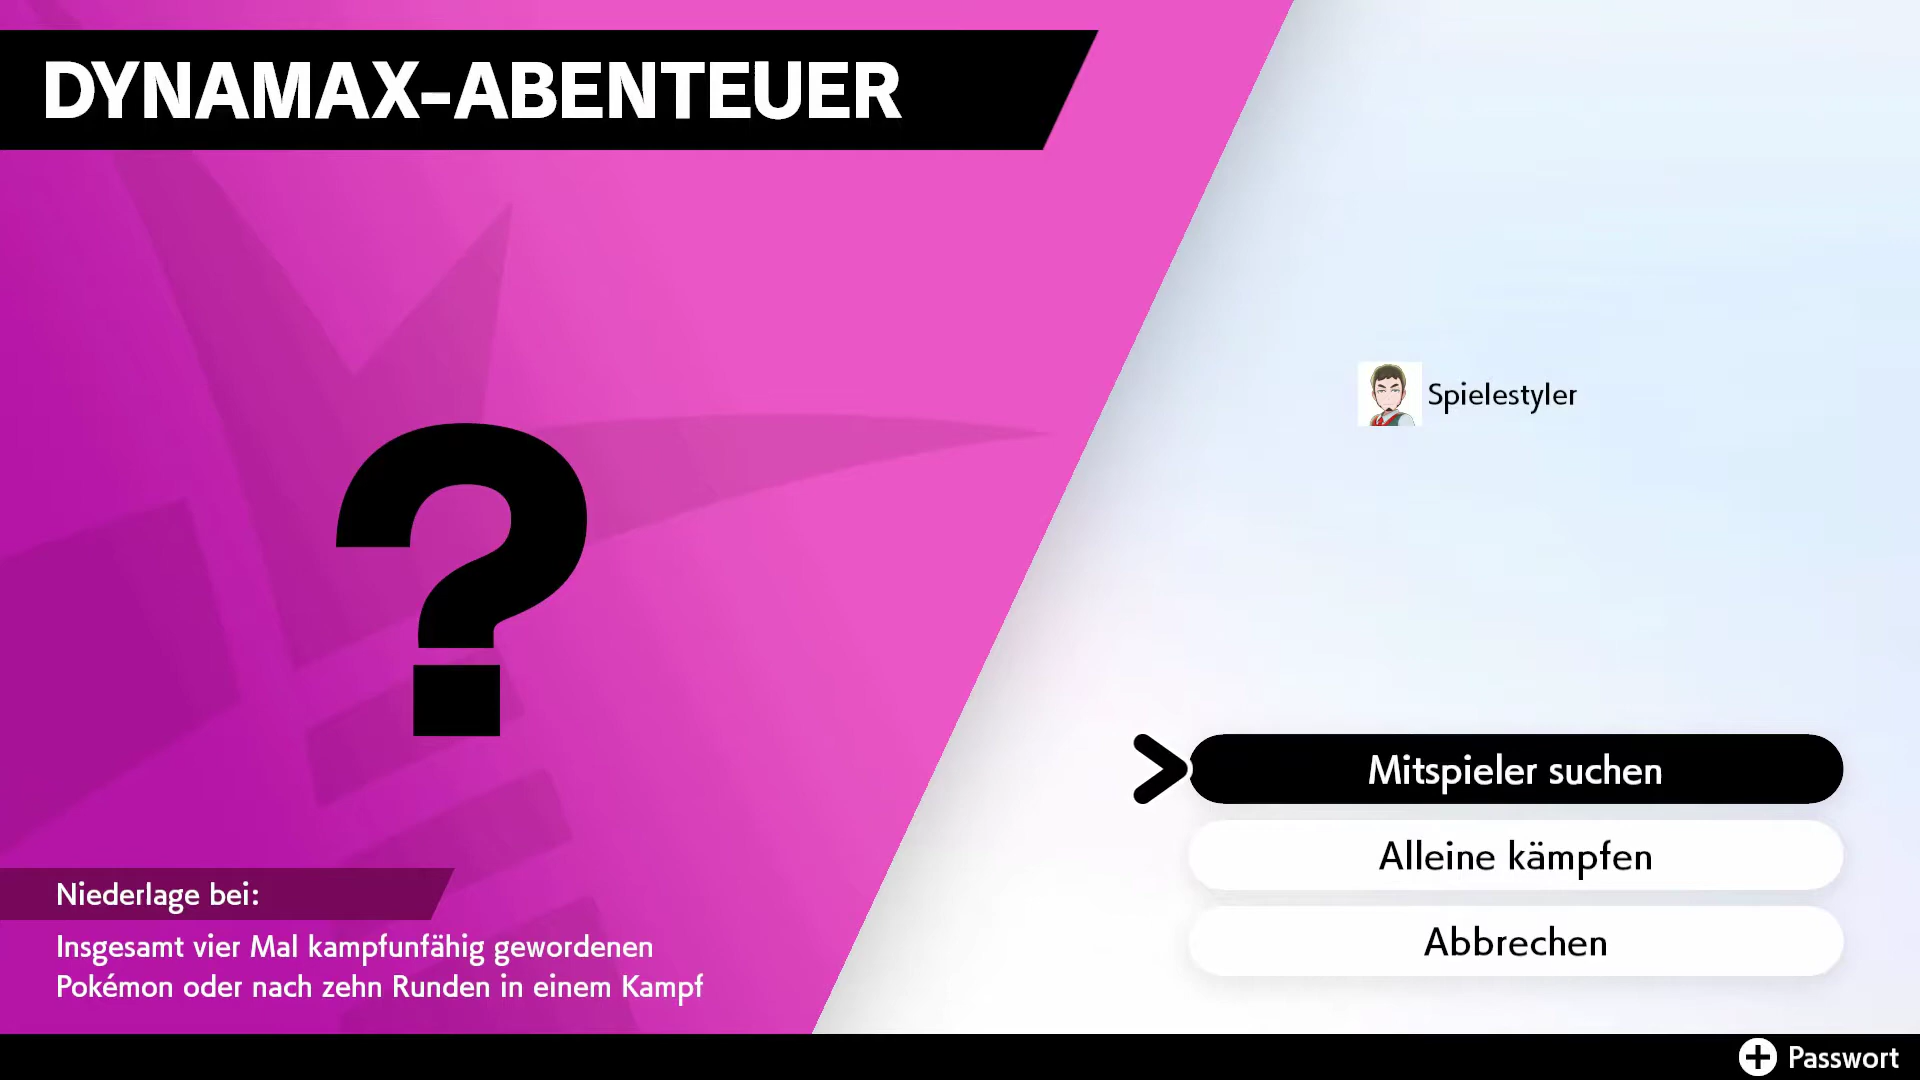 DYNAMAX-ABENTEUER
Spielestyler
Mitspieler suchen
Alleine kämpfen
Abbrechen
Niederlage bei:
Insgesamt vier Mal kampfunfähig gewordenen
Pokémon oder nach zehn Runden in einem Kampf
Passwort